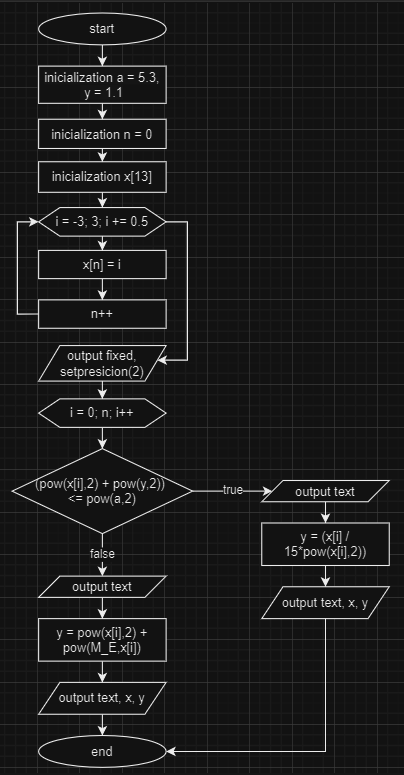 start
inicialization a = 5.3,
y = 1.1
inicialization n = 0
inicialization x[13]
i = -3; 3; i += 0.5
x[n] = i
n++
output fixed,
setpresicion(2)
i = 0; n; i++
(pow(x[i],2) + pow(y,2))
<= pow(a,2)
true
output text
y = (x[i] /
15*pow(x[i],2))
output text, x, y
false
output text
y = pow(x[i],2) +
pow(M_E,x[i])
output text, x, y
end